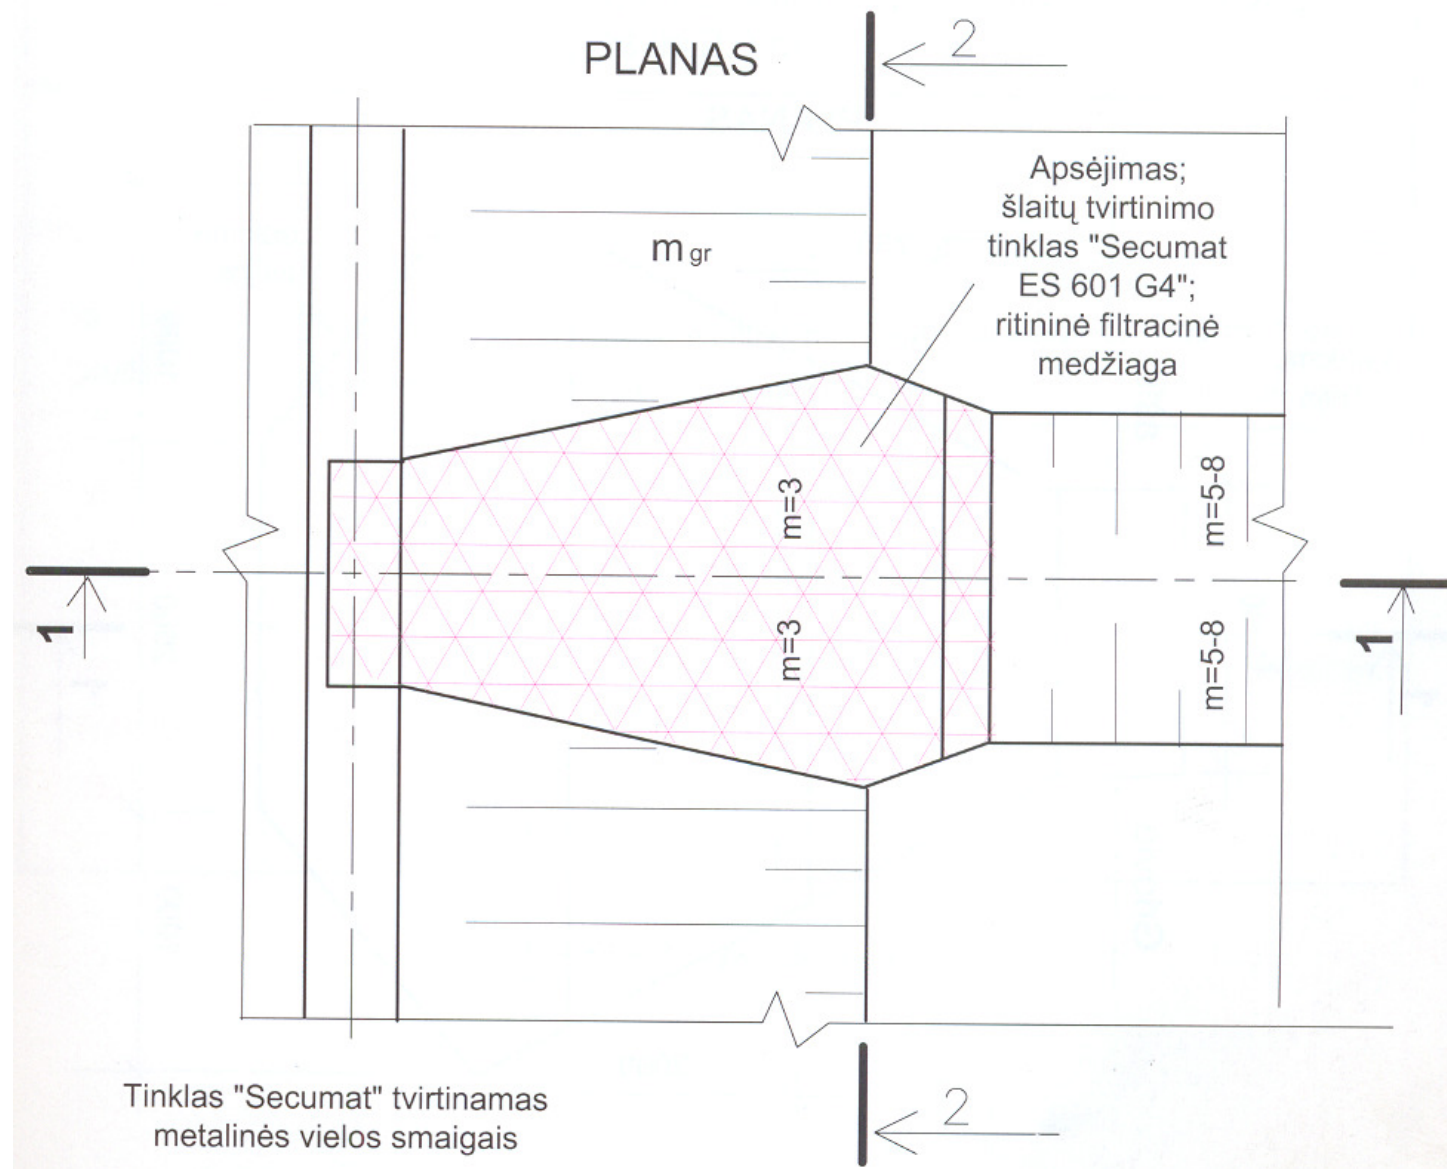 PLANAS
2
Apsėjimas;
šlaitų tvirtinimo
tinklas "Secumat
ES 601 G4";
ritininė filtracinė
medžiaga
m gr
m=3
m=5-8
1
1
m=3
m=5-8
Tinklas "Secumat" tvirtinamas
metalinės vielos smaigais
2